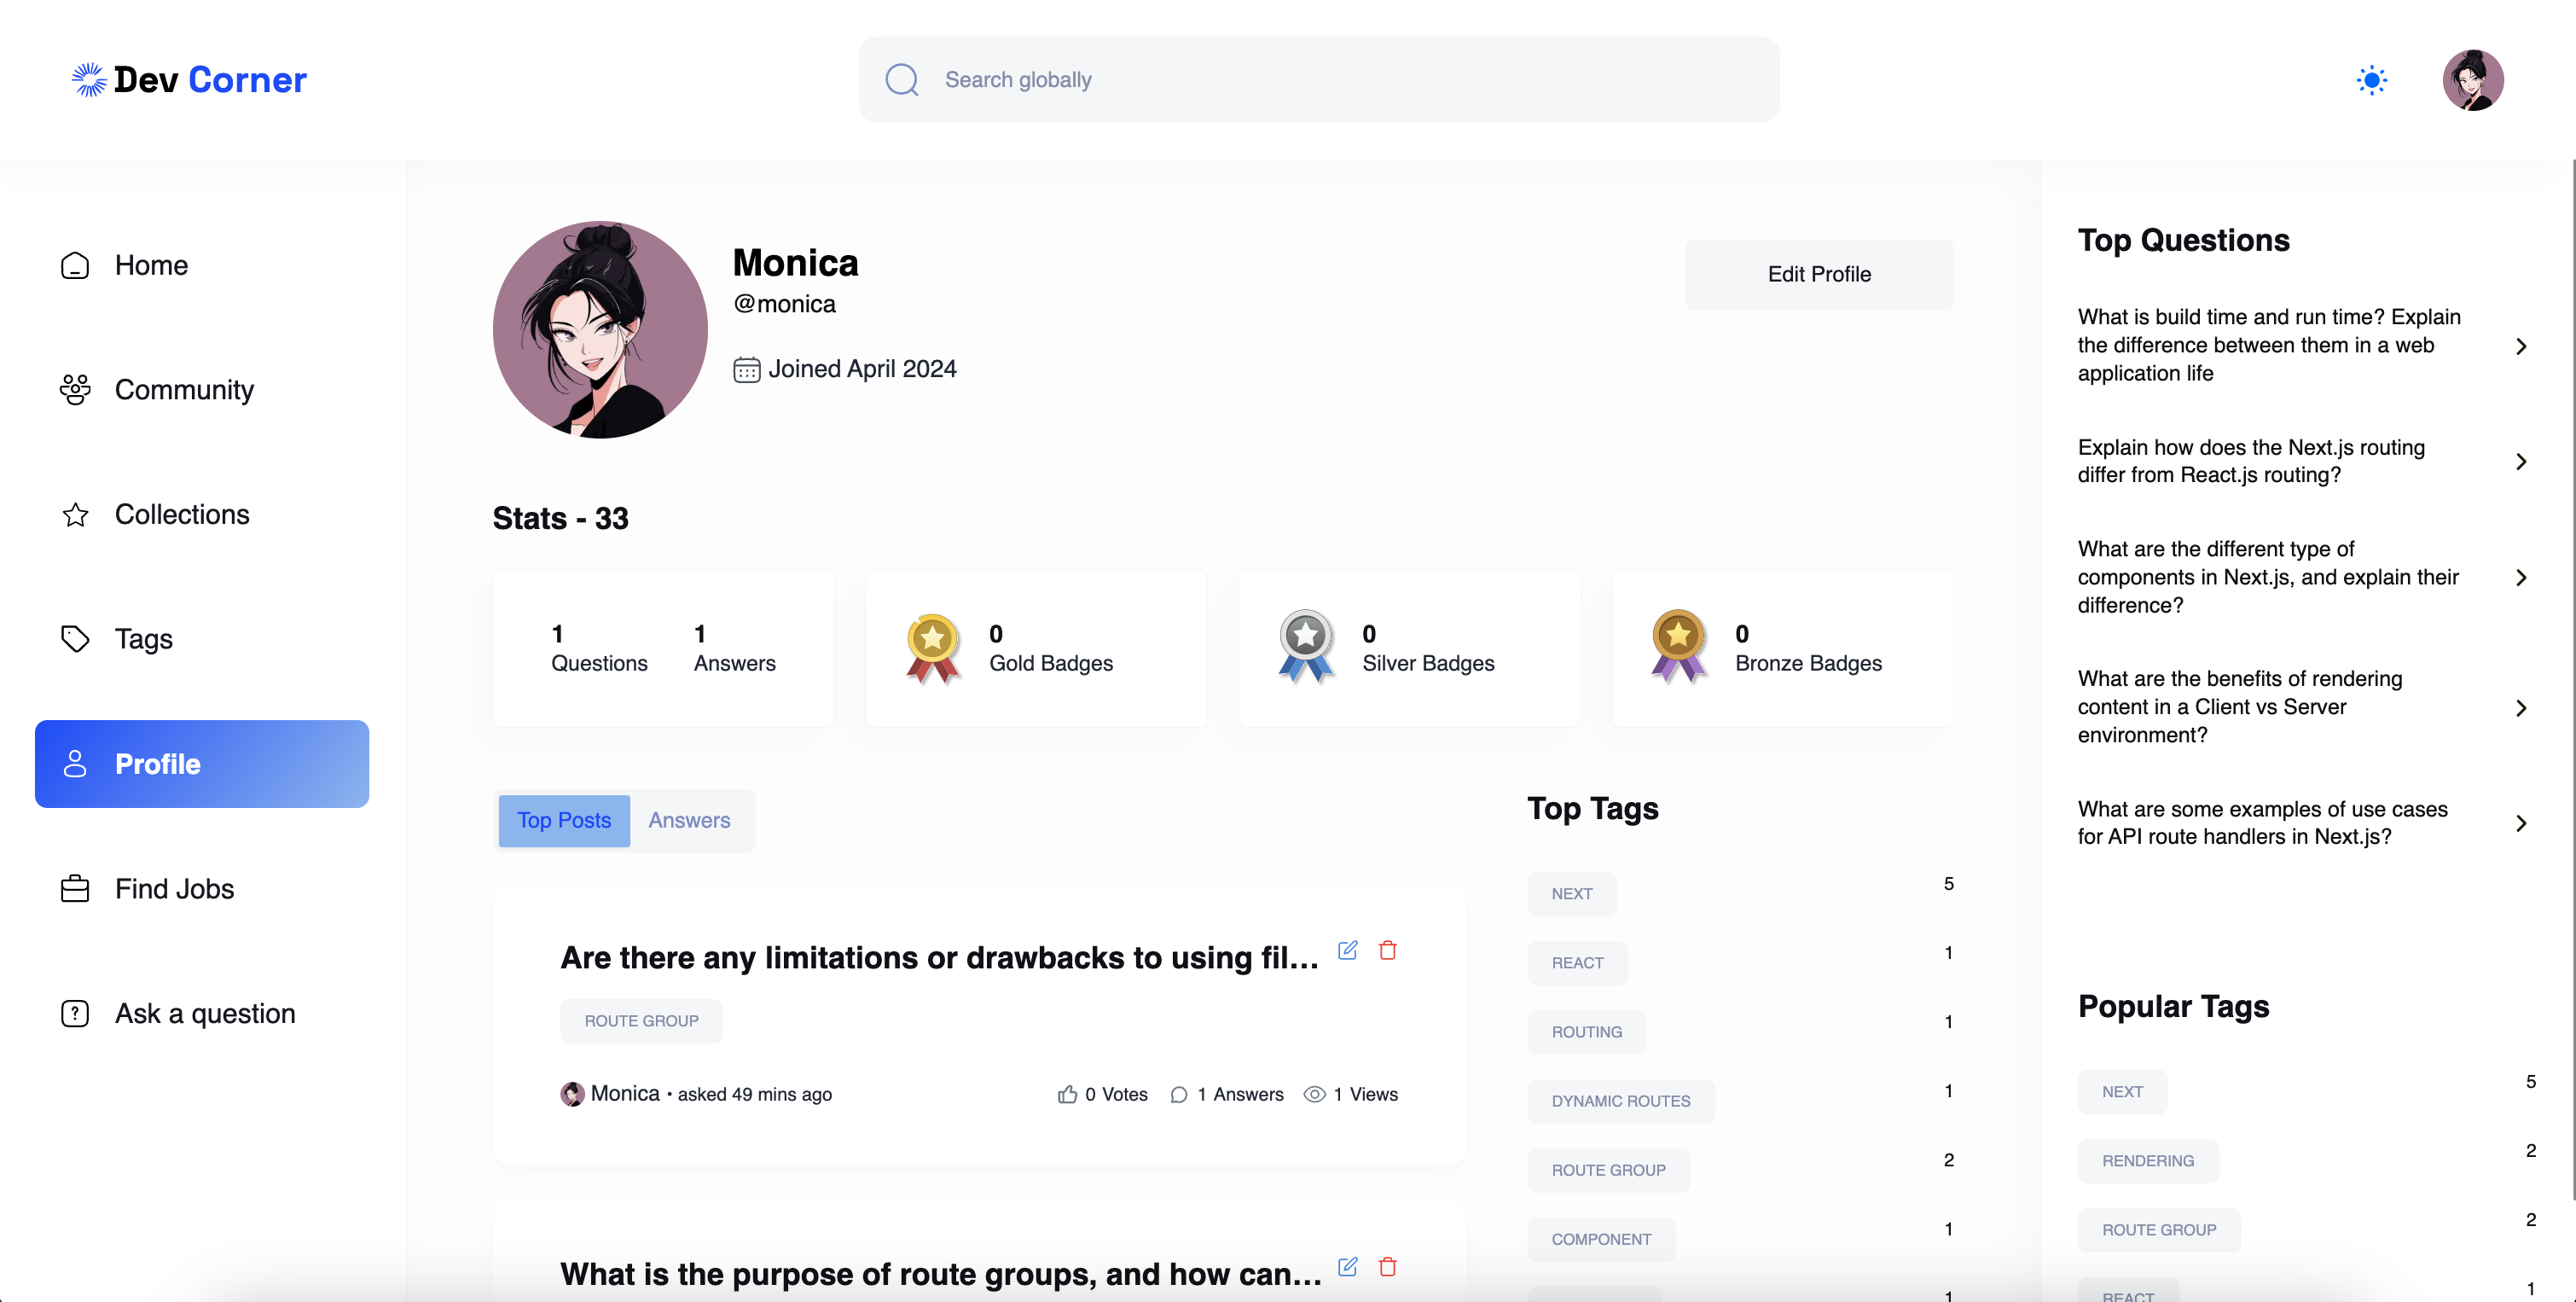 Dev Corner
Search globally
Home
Community
Collections
Tags
Profile
Find Jobs
Ask a question
Monica
@monica
Joined April 2024
Edit Profile
Stats - 33
1
Questions
1
Answers
0
Gold Badges
0
Silver Badges
0
Bronze Badges
Top Posts
Answers
Are there any limitations or drawbacks to using fil...
ROUTE GROUP
Monica • asked 49 mins ago
0 Votes
1 Answers
1 Views
What is the purpose of route groups, and how can...
Top Tags
NEXT 5
REACT 1
ROUTING 1
DYNAMIC ROUTES 1
ROUTE GROUP 2
COMPONENT 1
1
Top Questions
What is build time and run time? Explain
the difference between them in a web
application life
Explain how does the Next.js routing
differ from React.js routing?
What are the different type of
components in Next.js, and explain their
difference?
What are the benefits of rendering
content in a Client vs Server
environment?
What are some examples of use cases
for API route handlers in Next.js?
Popular Tags
NEXT 5
RENDERING 2
ROUTE GROUP 2
REACT 1